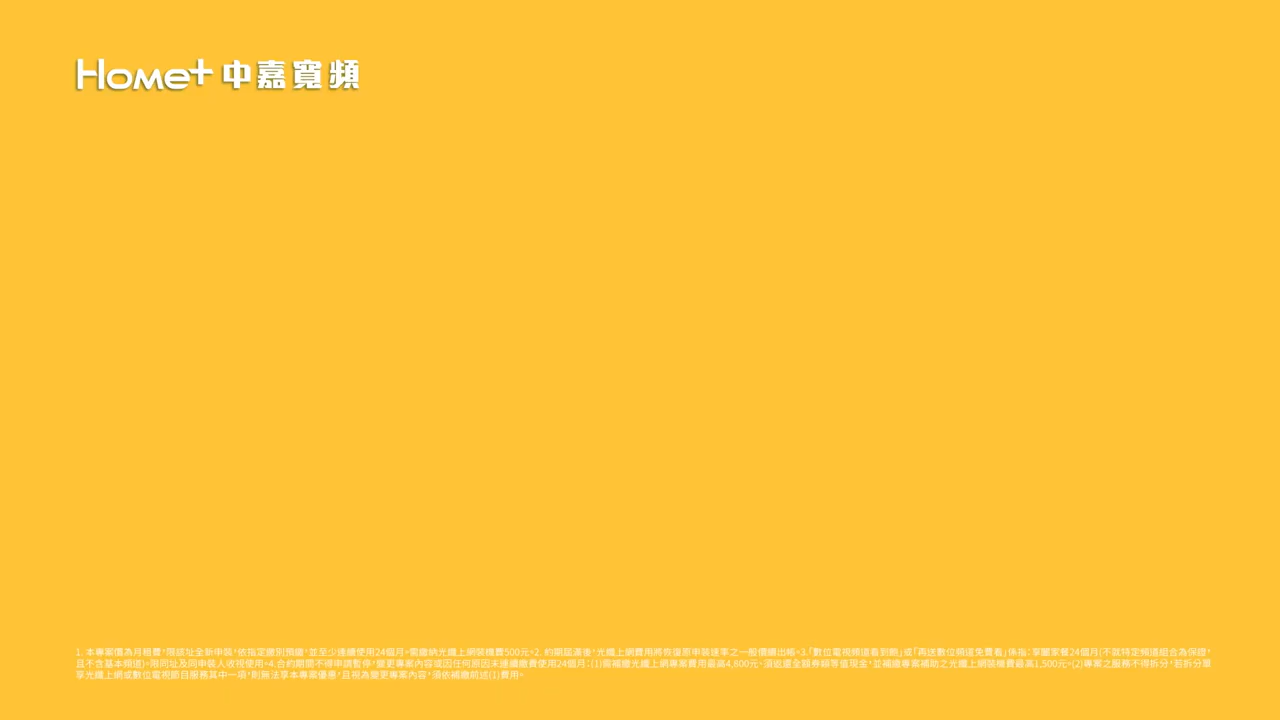 Home+ 中嘉寬頻
1. 本專案價為月租費,限該址全新申裝,依指定繳別預繳,並至少連續使用24個月。需繳納光纖上網裝機費500元。2. 約期屆滿後,光纖上網費用將恢復原申裝速率之一般價繳出帳。3.「數位電視頻道看到飽」或「再送數位頻道免費看」係指:享闔家餐24個月(不就特定頻道組合為保證,
且不含基本頻道)。限同址及同申裝人收視使用。4.合約期間不得申請暫停,變更專案內容或因任何原因未連續繳費使用24個月:(1)需補繳光纖上網專案費用最高4,600元、須返還全額券額等值現金,並補繳專案補助之光纖上網裝機費最高1,500元。(2)專案之服務不得拆分,若拆分單
享光纖上網或數位電視節目服務其中一項,則無法享本專案優惠,且視為變更專案內容,須依補繳前述(1)費用。